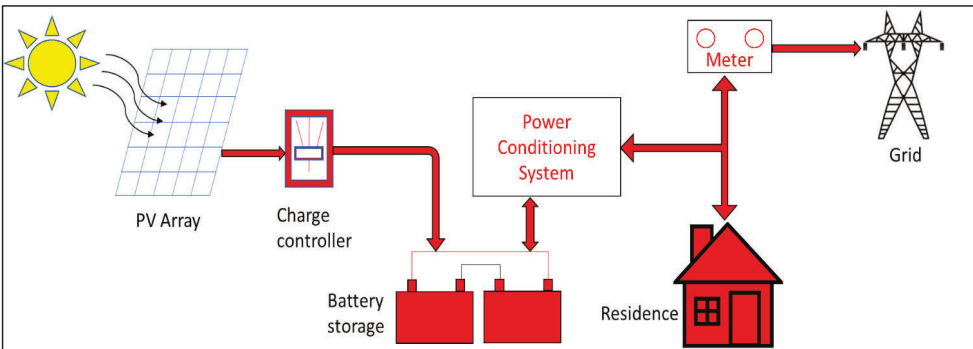 PV Array
Charge
controller
Battery
storage
Power
Conditioning
System
Meter
Residence
Grid